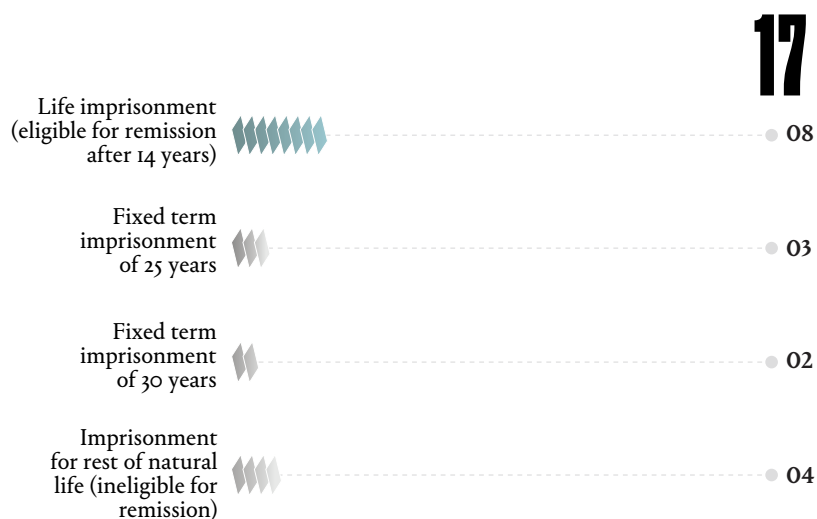 17
Life imprisonment
(eligible for remission
after 14 years)
08
Fixed term
imprisonment
of 25 years
03
Fixed term
imprisonment
of 30 years
02
Imprisonment
for rest of natural
life (ineligible for
remission)
04